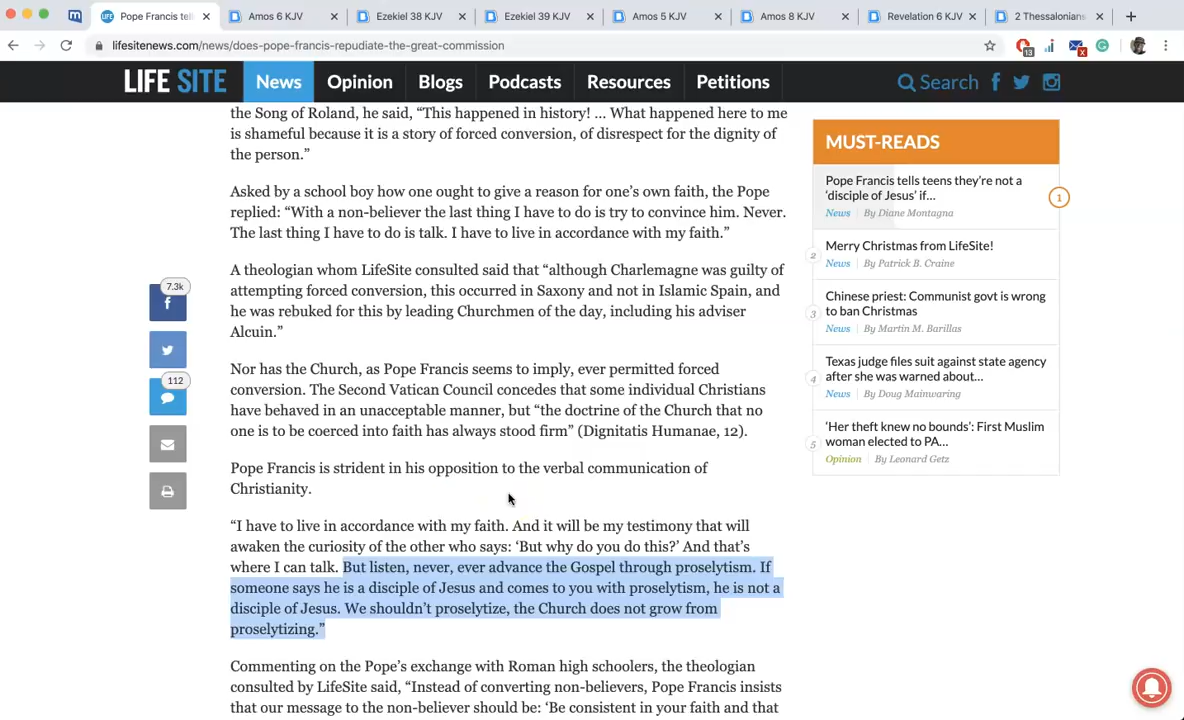 Pope Francis tel
Amos 6 KJV
Ezekiel 38 KJV
Ezekiel 39 KJV
Amos 5 KJV
Amos 8 KJV
Revelation 6 KJV
2 Thessalonians
lifesitenews.com/news/does-pope-francis-repudiate-the-great-commission
13
x
LIFE SITE
News
Opinion
Blogs
Podcasts
Resources
Petitions
Search
the Song of Roland, he said, “This happened in history! … What happened here to me
is shameful because it is a story of forced conversion, of disrespect for the dignity of
the person.”
Asked by a school boy how one ought to give a reason for one’s own faith, the Pope
replied: “With a non-believer the last thing I have to do is try to convince him. Never.
The last thing I have to do is talk. I have to live in accordance with my faith.”
A theologian whom LifeSite consulted said that “although Charlemagne was guilty of
attempting forced conversion, this occurred in Saxony and not in Islamic Spain, and
he was rebuked for this by leading Churchmen of the day, including his adviser
Alcuin.”
Nor has the Church, as Pope Francis seems to imply, ever permitted forced
conversion. The Second Vatican Council concedes that some individual Christians
have behaved in an unacceptable manner, but “the doctrine of the Church that no
one is to be coerced into faith has always stood firm” (Dignitatis Humanae, 12).
Pope Francis is strident in his opposition to the verbal communication of
Christianity.
“I have to live in accordance with my faith. And it will be my testimony that will
awaken the curiosity of the other who says: ‘But why do you do this?’ And that’s
where I can talk. But listen, never, ever advance the Gospel through proselytism. If
someone says he is a disciple of Jesus and comes to you with proselytism, he is not a
disciple of Jesus. We shouldn’t proselytize, the Church does not grow from
proselytizing.”
Commenting on the Pope’s exchange with Roman high schoolers, the theologian
consulted by LifeSite said, “Instead of converting non-believers, Pope Francis insists
that our message to the non-believer should be: ‘Be consistent in your faith and that
7.3k
112
MUST-READS
Pope Francis tells teens they’re not a
‘disciple of Jesus’ if...
News By Diane Montagna
1
Merry Christmas from LifeSite!
2
News By Patrick B. Craine
Chinese priest: Communist govt is wrong
to ban Christmas
3
News By Martin M. Barillas
Texas judge files suit against state agency
after she was warned about...
4
News By Doug Mainwaring
‘Her theft knew no bounds’: First Muslim
woman elected to PA...
5
Opinion By Leonard Getz